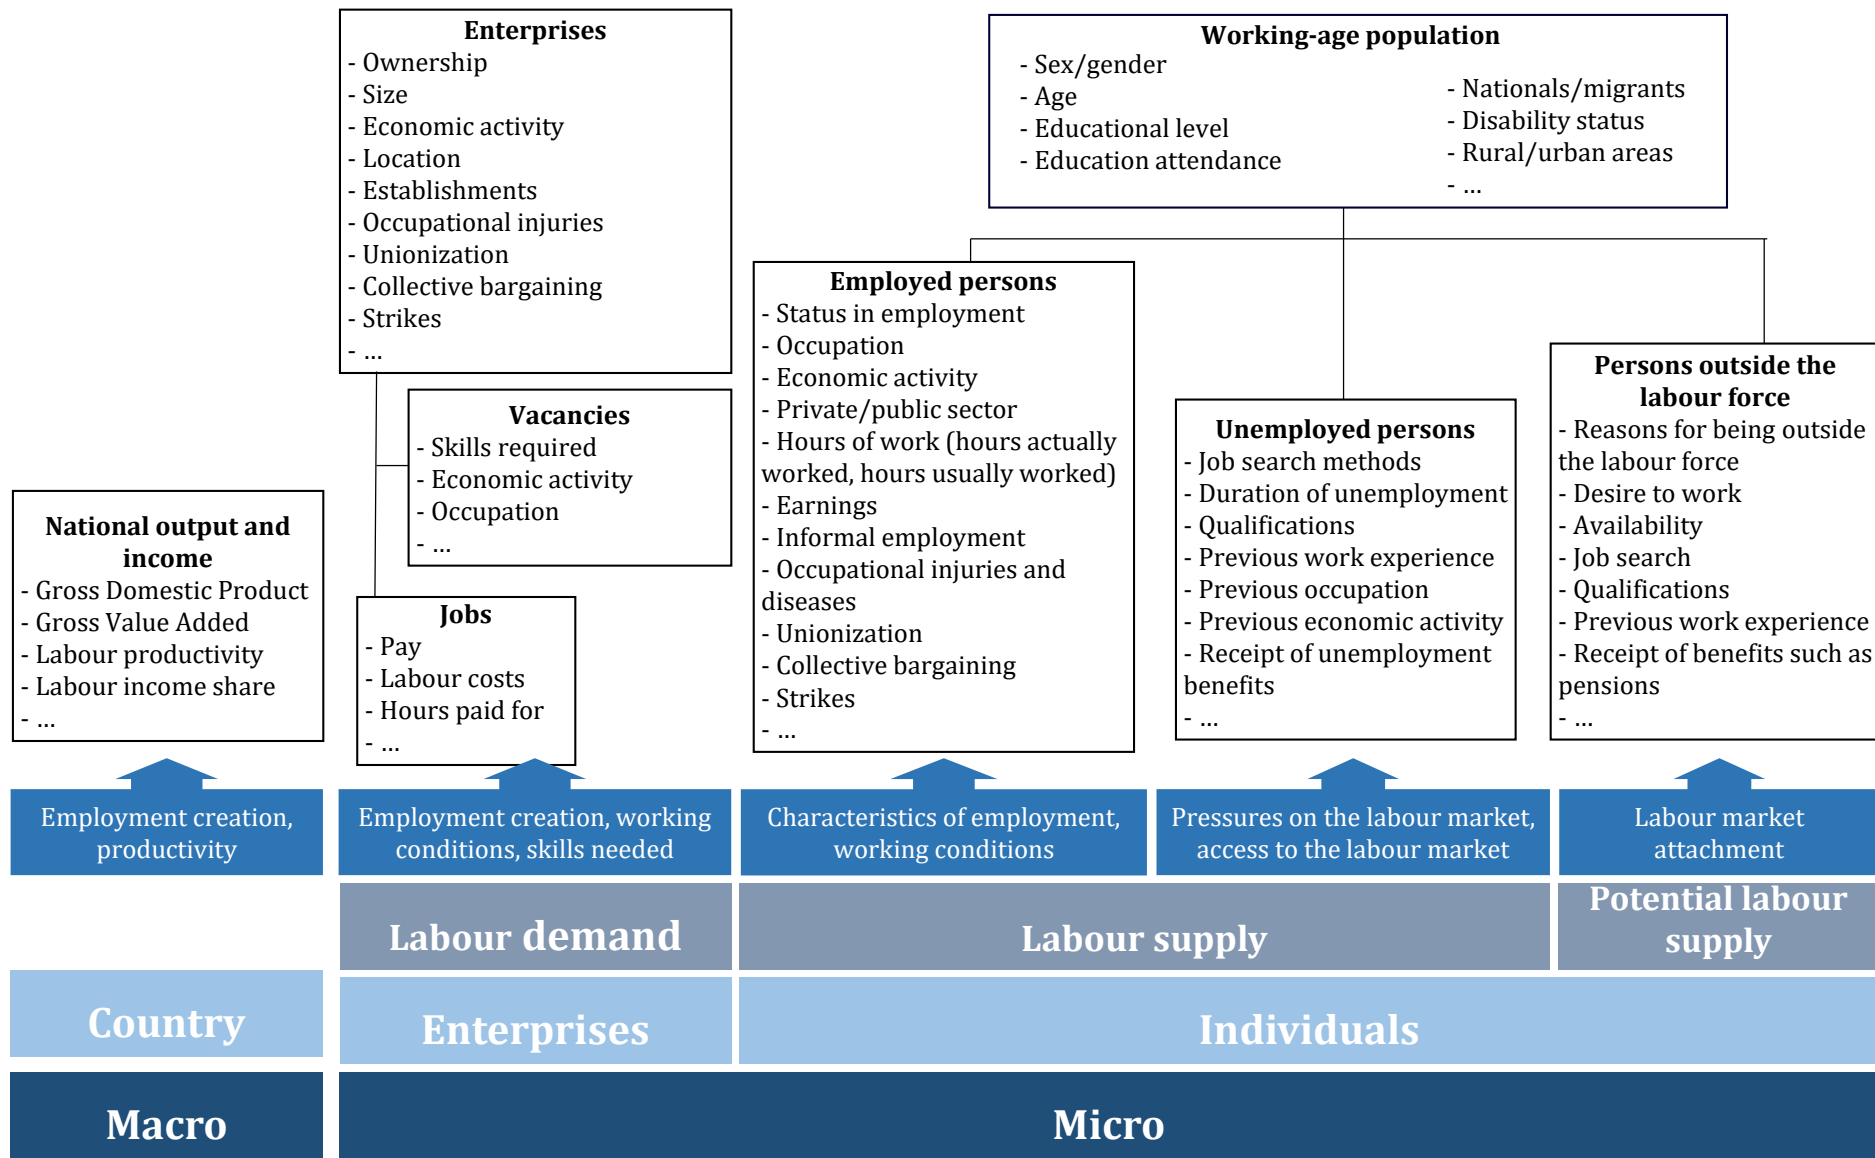 Enterprises
- Ownership
- Size
- Economic activity
- Location
- Establishments
- Occupational injuries
- Unionization
- Collective bargaining
- Strikes
- ...
Working-age population
- Sex/gender
- Age
- Educational level
- Education attendance
- Nationals/migrants
- Disability status
- Rural/urban areas
- ...
Vacancies
- Skills required
- Economic activity
- Occupation
- ...
National output and
income
- Gross Domestic Product
- Gross Value Added
- Labour productivity
- Labour income share
- ...
Jobs
- Pay
- Labour costs
- Hours paid for
- ...
Employed persons
- Status in employment
- Occupation
- Economic activity
- Private/public sector
- Hours of work (hours actually
worked, hours usually worked)
- Earnings
- Informal employment
- Occupational injuries and
diseases
- Unionization
- Collective bargaining
- Strikes
- ...
Unemployed persons
- Job search methods
- Duration of unemployment
- Qualifications
- Previous work experience
- Previous occupation
- Previous economic activity
- Receipt of unemployment
benefits
- ...
Persons outside the
labour force
- Reasons for being outside
the labour force
- Desire to work
- Availability
- Job search
- Qualifications
- Previous work experience
- Receipt of benefits such as
pensions
- ...
Employment creation,
productivity
Employment creation, working
conditions, skills needed
Characteristics of employment,
working conditions
Pressures on the labour market,
access to the labour market
Labour market
attachment
Labour demand
Labour supply
Potential labour
supply
Country
Enterprises
Individuals
Macro
Micro